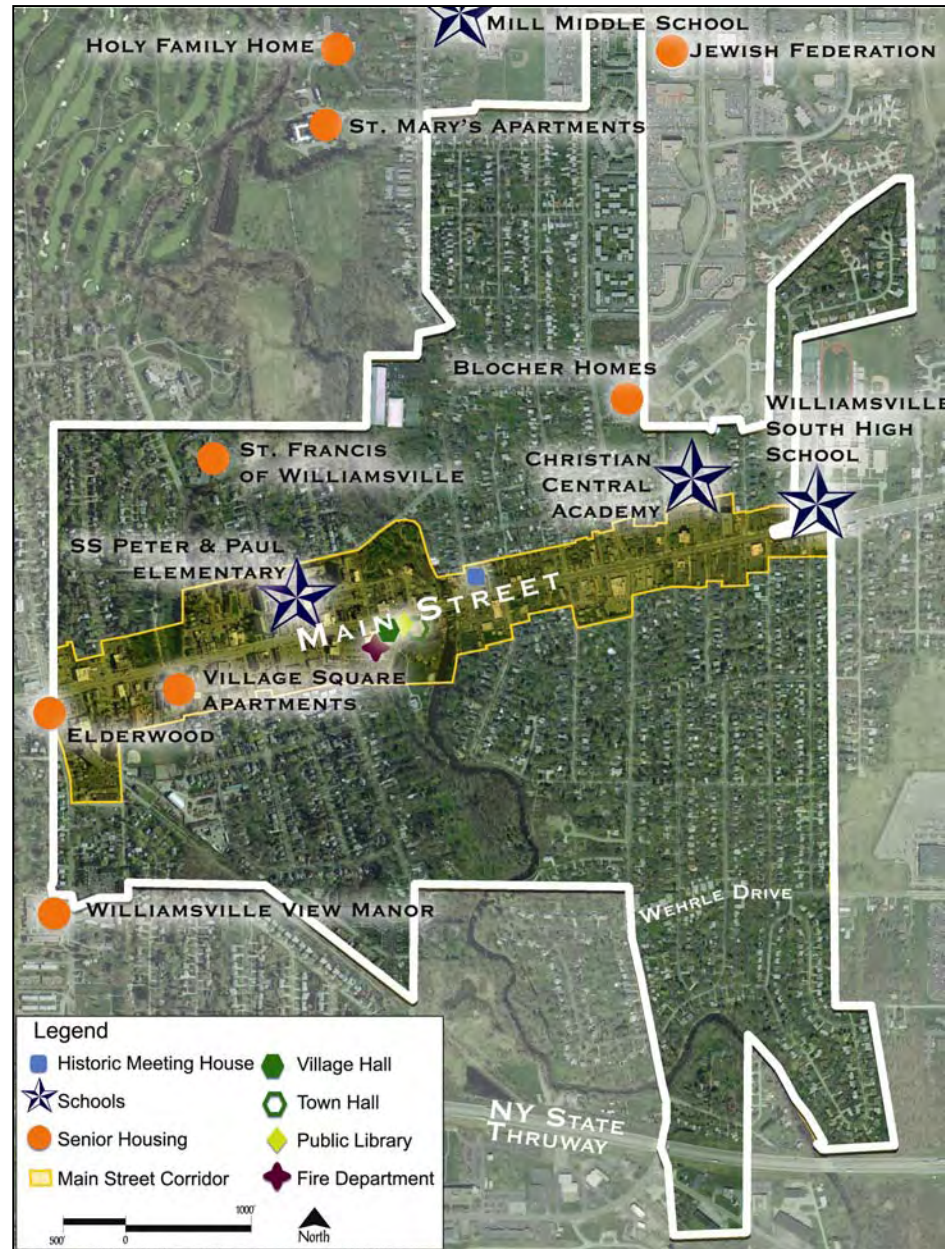 MILL MIDDLE SCHOOL
HOLY FAMILY HOME
JEWISH FEDERATION
ST. MARY'S APARTMENTS
BLOCHER HOMES
WILLIAMSVILLE
SOUTH HIGH
SCHOOL
ST. FRANCIS
OF WILLIAMSVILLE
CHRISTIAN
CENTRAL
ACADEMY
SS PETER & PAUL
ELEMENTARY
MAIN STREET
VILLAGE SQUARE
APARTMENTS
ELDERWOOD
WEHRLE DRIVE
WILLIAMSVILLE VIEW MANOR
NY STATE
THRUWAY
Legend
Historic Meeting House
Village Hall
Schools
Town Hall
Senior Housing
Public Library
Main Street Corridor
Fire Department
500'
0
1000'
North